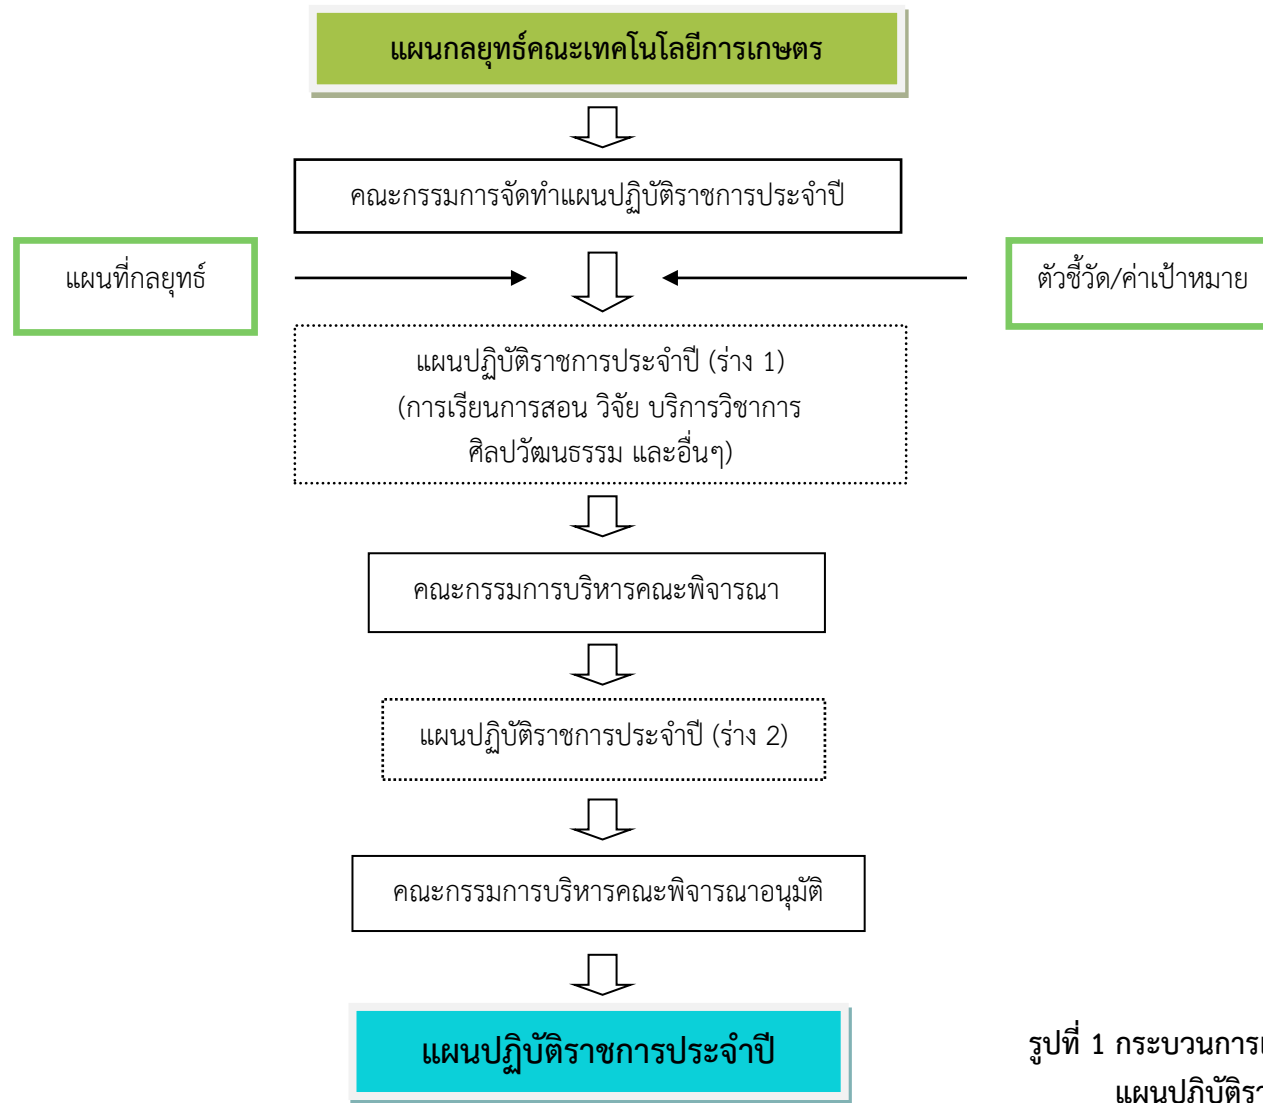 แผนกลยุทธ์คณะเทคโนโลยีการเกษตร
คณะกรรมการจัดทำแผนปฏิบัติราชการประจำปี
แผนที่กลยุทธ์
ตัวชี้วัด/ค่าเป้าหมาย
แผนปฏิบัติราชการประจำปี (ร่าง 1)
(การเรียนการสอน วิจัย บริการวิชาการ
ศิลปวัฒนธรรม และอื่นๆ)
คณะกรรมการบริหารคณะพิจารณา
แผนปฏิบัติราชการประจำปี (ร่าง 2)
คณะกรรมการบริหารคณะพิจารณาอนุมัติ
แผนปฏิบัติราชการประจำปี
รูปที่ 1 กระบวนการ
แผนปฏิบัติรา